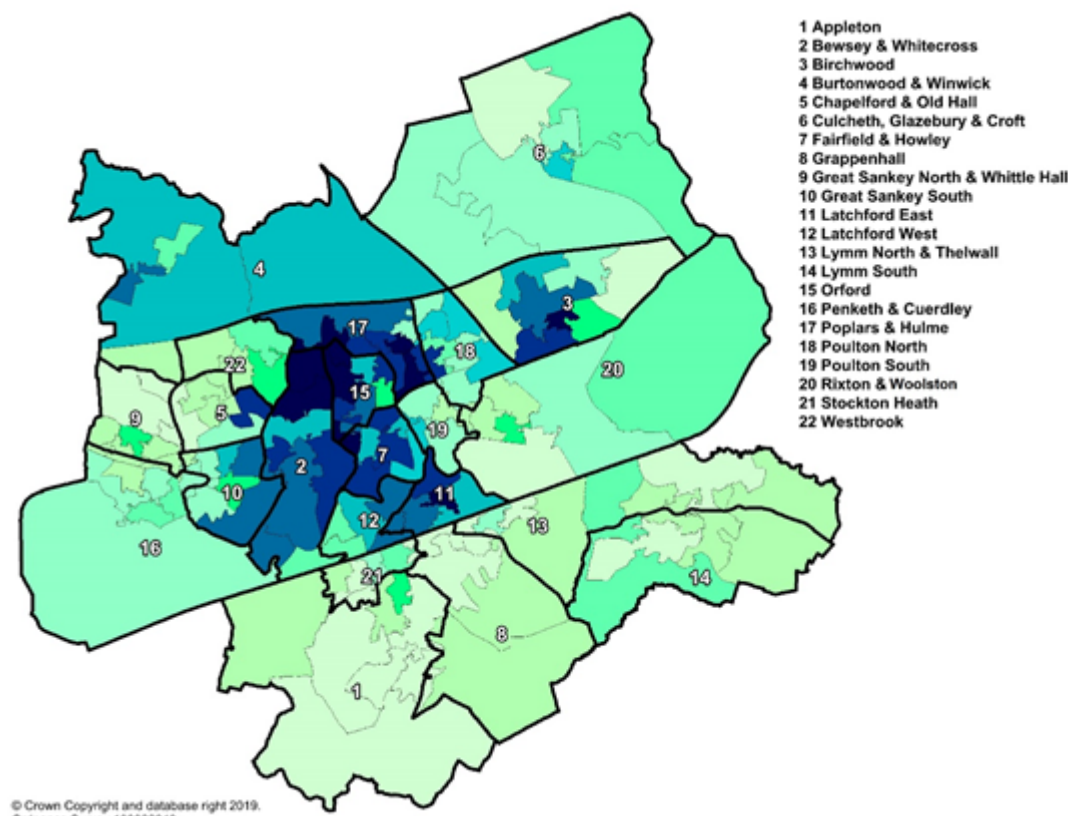 1 Appleton
2 Bewsey & Whitecross
3 Birchwood
4 Burtonwood & Winwick
5 Chapelford & Old Hall
6 Culcheth, Glazebury & Croft
7 Fairfield & Howley
8 Grappenhall
9 Great Sankey North & Whittle Hall
10 Great Sankey South
11 Latchford East
12 Latchford West
13 Lymm North & Thelwall
14 Lymm South
15 Orford
16 Penketh & Cuerdley
17 Poplars & Hulme
18 Poulton North
19 Poulton South
20 Rixton & Woolston
21 Stockton Heath
22 Westbrook
6
4
3
17
18
22
20
15
5
9
19
7
2
10
11
12
13
16
21
14
8
1
© Crown Copyright and database right 2019.